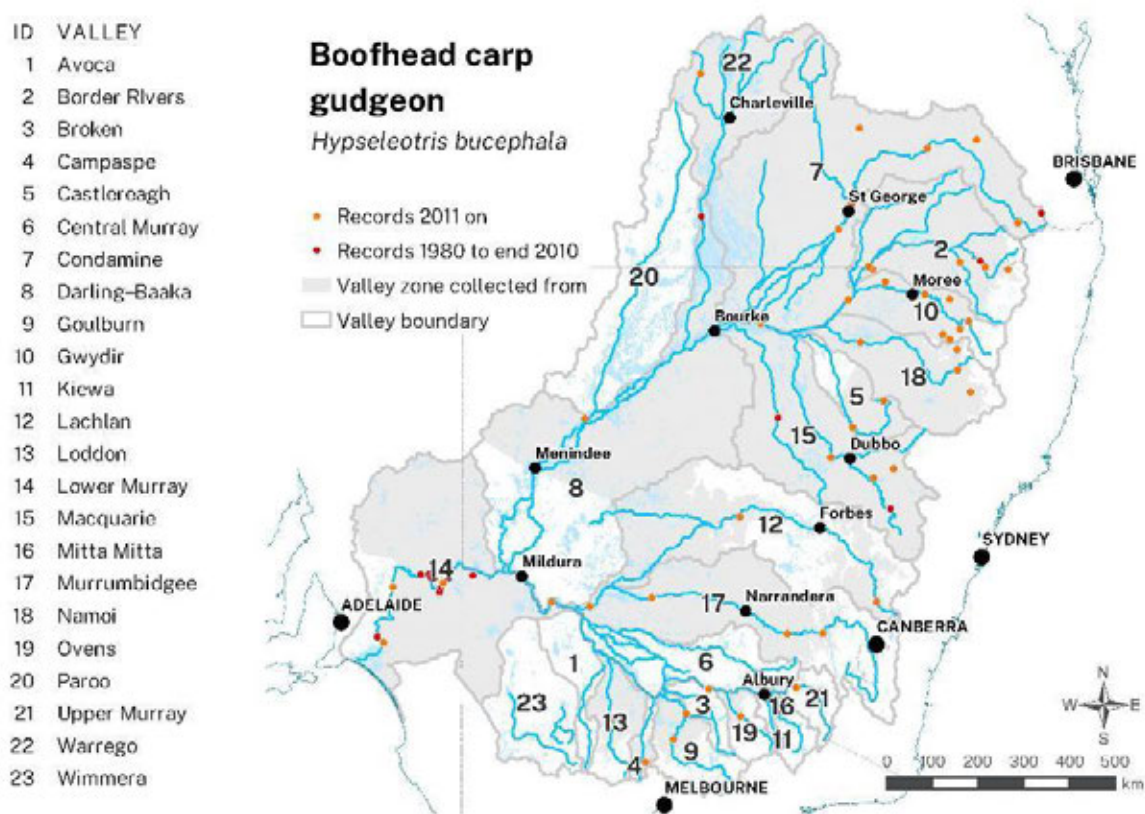 ID VALLEY
1 Avoca
2 Border RIvers
3 Broken
4 Campaspe
5 Castlereagh
6 Central Murray
7 Condamine
8 Darling–Baaka
9 Goulburn
10 Gwydir
11 Kiewa
12 Lachlan
13 Loddon
14 Lower Murray
15 Macquarie
16 Mitta Mitta
17 Murrumbidgee
18 Namoi
19 Ovens
20 Paroo
21 Upper Murray
22 Warrego
23 Wimmera
Boofhead carp
gudgeon
Hypseleotris bucephala
Records 2011 on
Records 1980 to end 2010
Valley zone collected from
Valley boundary
22
Charleville
BRISBANE
7
St George
2
20
Moree
10
Bourke
18
5
15
Dubbo
Menindee
8
12
Forbes
SYDNEY
14
Mildura
ADELAIDE
17
Narrandera
CANBERRA
1
6
Albury
23
3
16
21
13
19
11
9
4
MELBOURNE
N
W
E
S
0 100 200 300 400 500
km